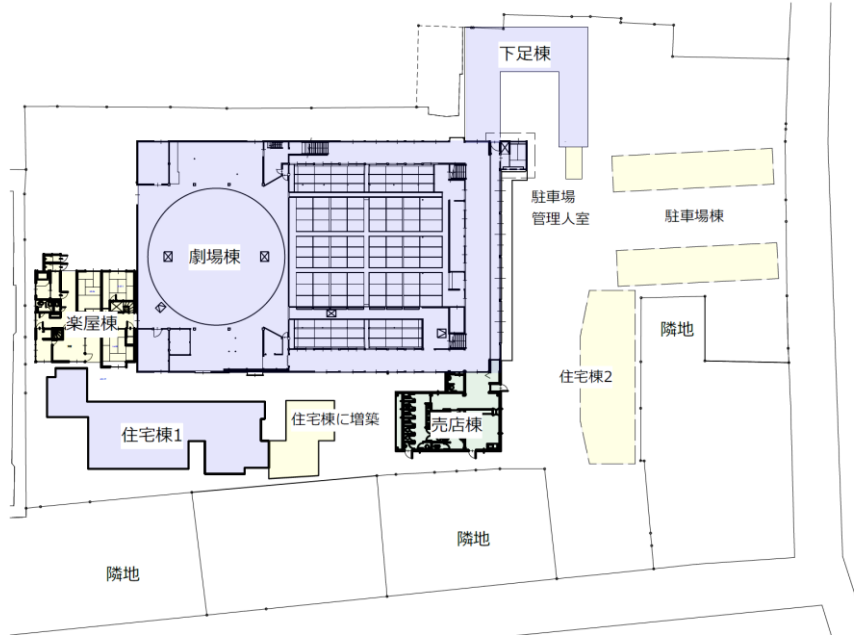 下足棟
駐車場
管理人室
駐車場棟
劇場棟
楽屋棟
隣地
住宅棟2
住宅棟に増築
売店棟
住宅棟1
隣地
隣地